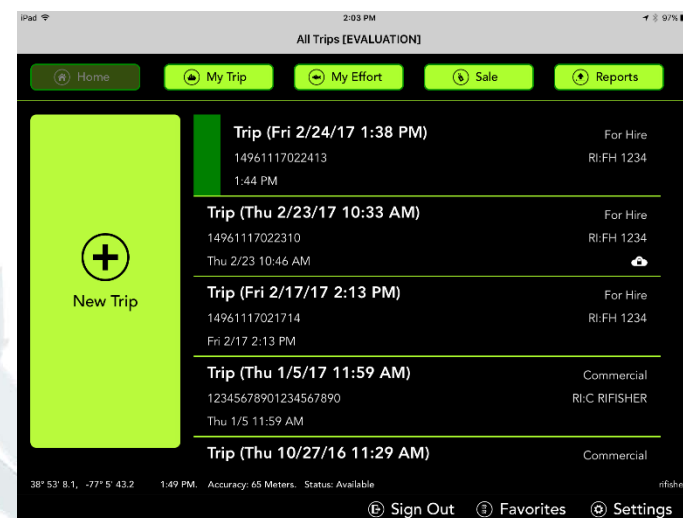 iPad 2:03 PM 97%
All Trips [EVALUATION]
Home My Trip My Effort Sale Reports
New Trip
Trip (Fri 2/24/17 1:38 PM) For Hire
14961117022413 RI:FH 1234
1:44 PM
Trip (Thu 2/23/17 10:33 AM) For Hire
14961117022310 RI:FH 1234
Thu 2/23 10:46 AM
Trip (Fri 2/17/17 2:13 PM) For Hire
14961117021714 RI:FH 1234
Fri 2/17 2:13 PM
Trip (Thu 1/5/17 11:59 AM) Commercial
12345678901234567890 RI:C RIFISHER
Thu 1/5 11:59 AM
Trip (Thu 10/27/16 11:29 AM) Commercial
38° 53' 8.1, -77° 5' 43.2 1:49 PM. Accuracy: 65 Meters. Status: Available rifishe
Sign Out Favorites Settings